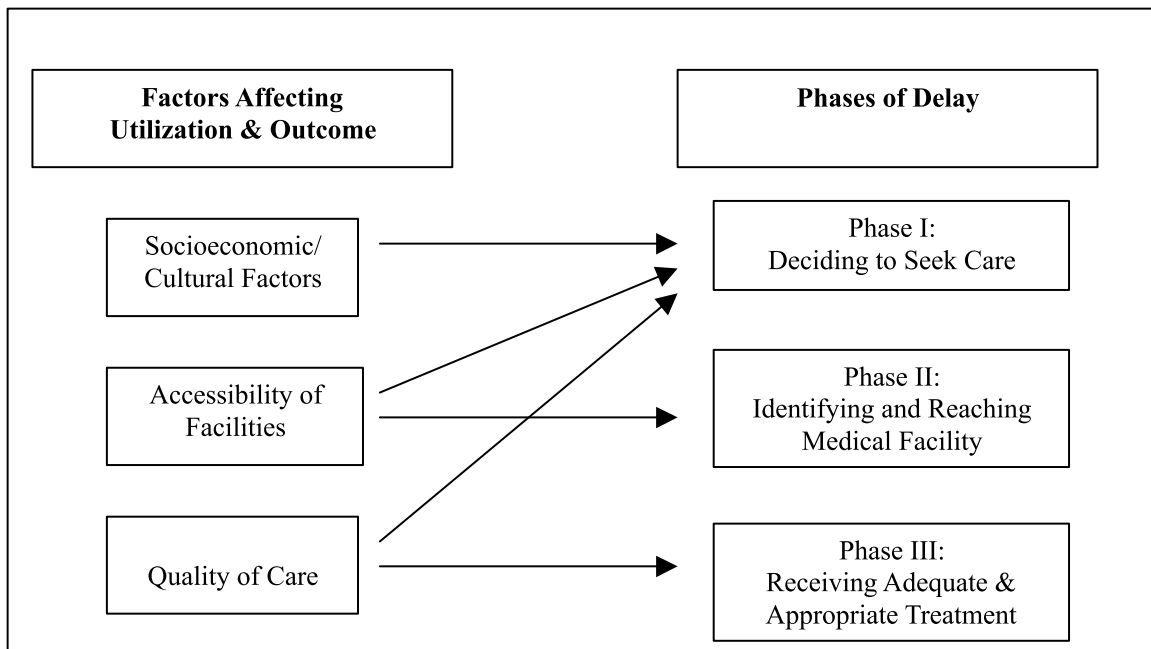 Factors Affecting
Utilization & Outcome
Phases of Delay
Socioeconomic/
Cultural Factors
Phase I:
Deciding to Seek Care
Accessibility of
Facilities
Phase II:
Identifying and Reaching
Medical Facility
Quality of Care
Phase III:
Receiving Adequate &
Appropriate Treatment